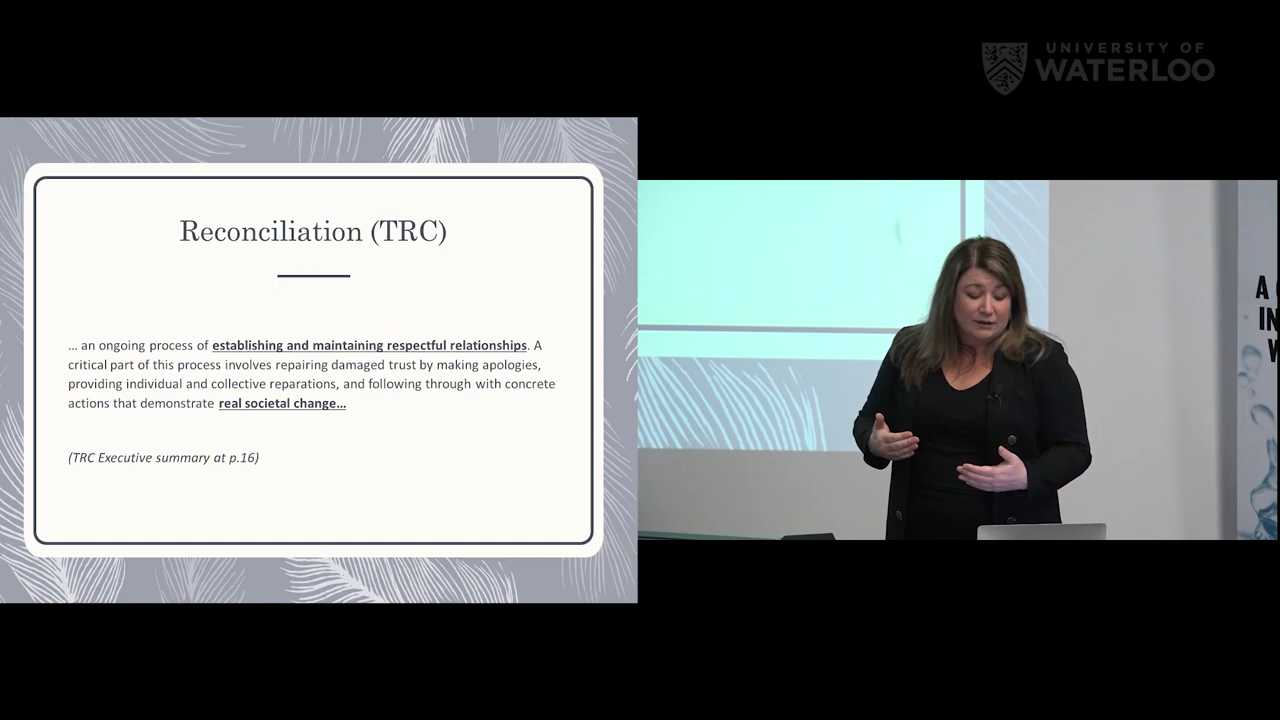 UNIVERSITY OF
WATERLOO
Reconciliation (TRC)
... an ongoing process of establishing and maintaining respectful relationships. A
critical part of this process involves repairing damaged trust by making apologies,
providing individual and collective reparations, and following through with concrete
actions that demonstrate real societal change...
(TRC Executive summary at p.16)
A
IN
W